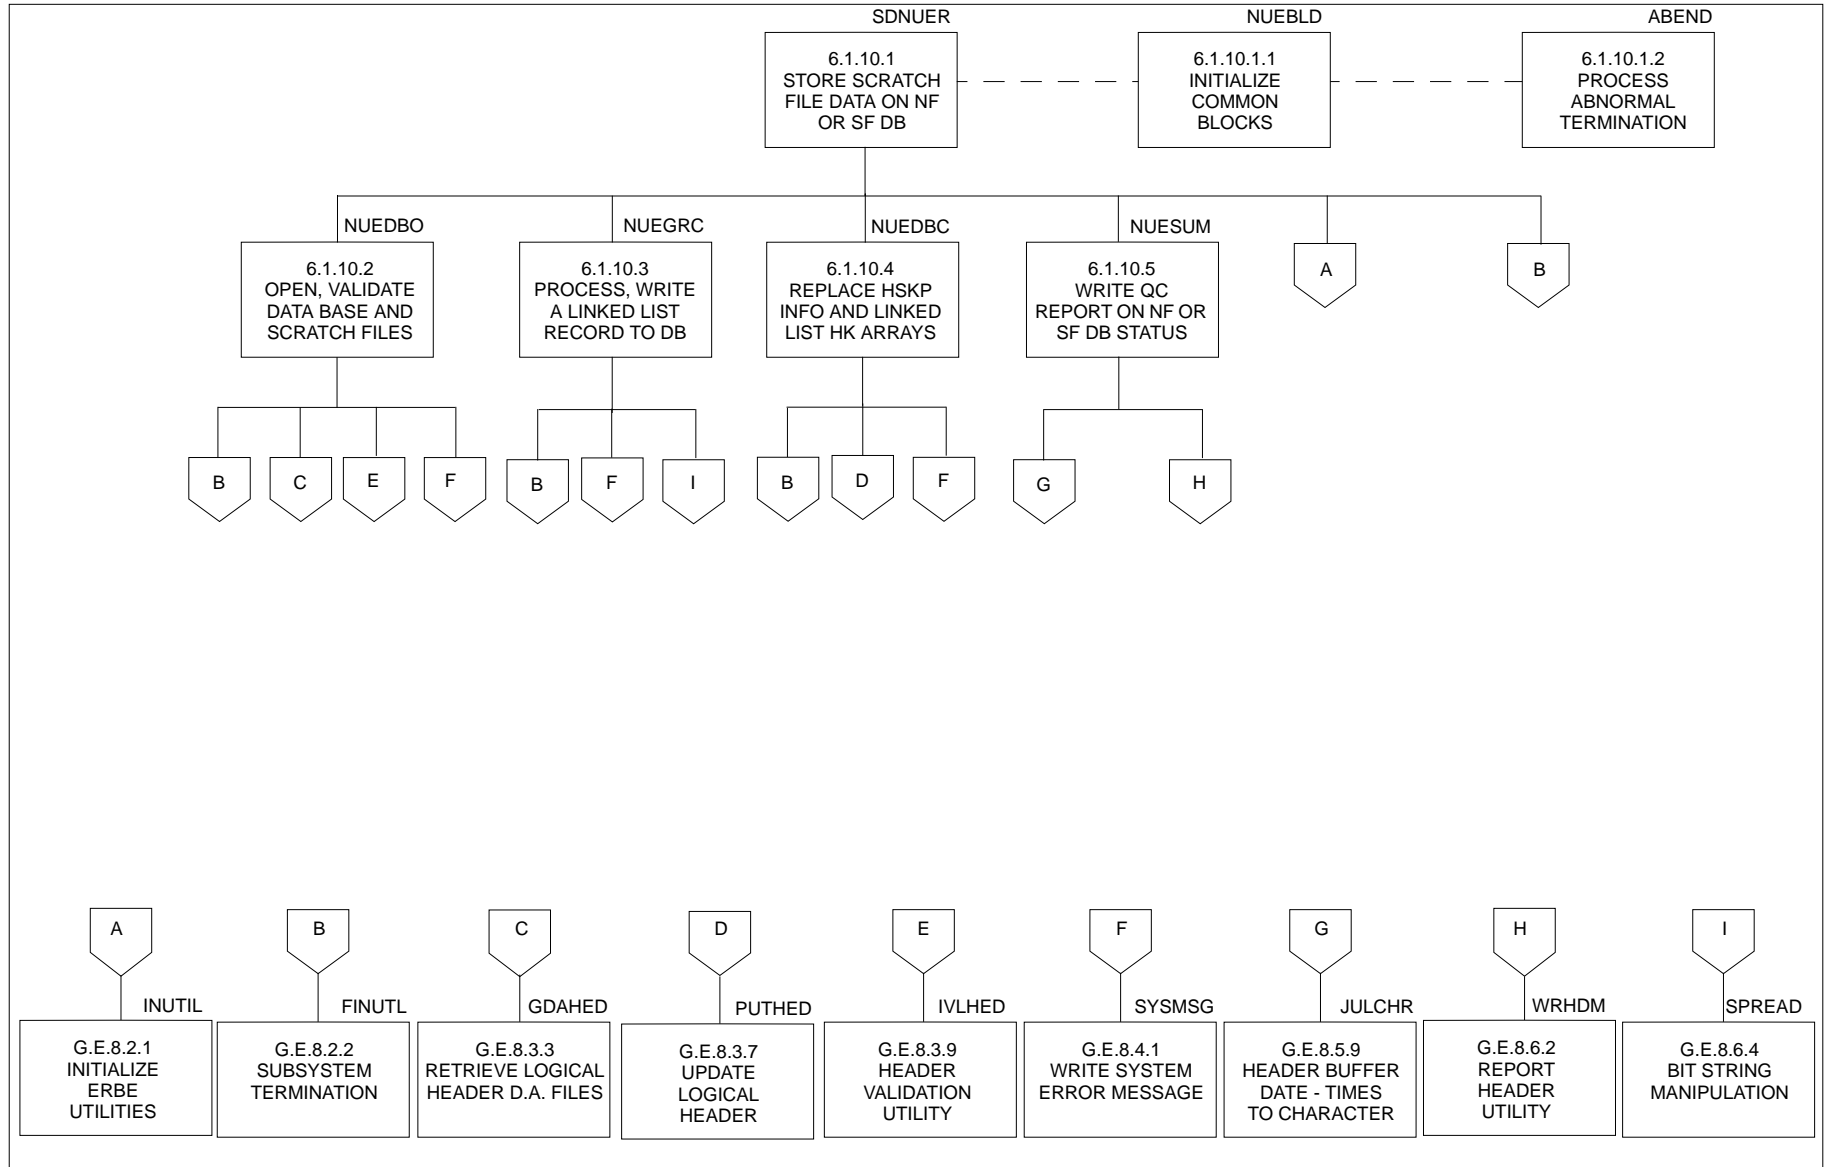 SDNUER
NUEBLD
ABEND
6.1.10.1
STORE SCRATCH
FILE DATA ON NF
OR SF DB
6.1.10.1.1
INITIALIZE
COMMON
BLOCKS
6.1.10.1.2
PROCESS
ABNORMAL
TERMINATION
NUEDBO
NUEGRC
NUEDBC
NUESUM
6.1.10.2
OPEN, VALIDATE
DATA BASE AND
SCRATCH FILES
6.1.10.3
PROCESS, WRITE
A LINKED LIST
RECORD TO DB
6.1.10.4
REPLACE HSKP
INFO AND LINKED
LIST HK ARRAYS
6.1.10.5
WRITE QC
REPORT ON NF OR
SF DB STATUS
A
B
B
C
E
F
B
F
I
B
D
F
G
H
A
B
C
D
E
F
G
H
I
INUTIL
FINUTL
GDAHED
PUTHED
IVLHED
SYSMSG
JULCHR
WRHDM
SPREAD
G.E.8.2.1
INITIALIZE
ERBE
UTILITIES
G.E.8.2.2
SUBSYSTEM
TERMINATION
G.E.8.3.3
RETRIEVE LOGICAL
HEADER D.A. FILES
G.E.8.3.7
UPDATE
LOGICAL
HEADER
G.E.8.3.9
HEADER
VALIDATION
UTILITY
G.E.8.4.1
WRITE SYSTEM
ERROR MESSAGE
G.E.8.5.9
HEADER BUFFER
DATE - TIMES
TO CHARACTER
G.E.8.6.2
REPORT
HEADER
UTILITY
G.E.8.6.4
BIT STRING
MANIPULATION